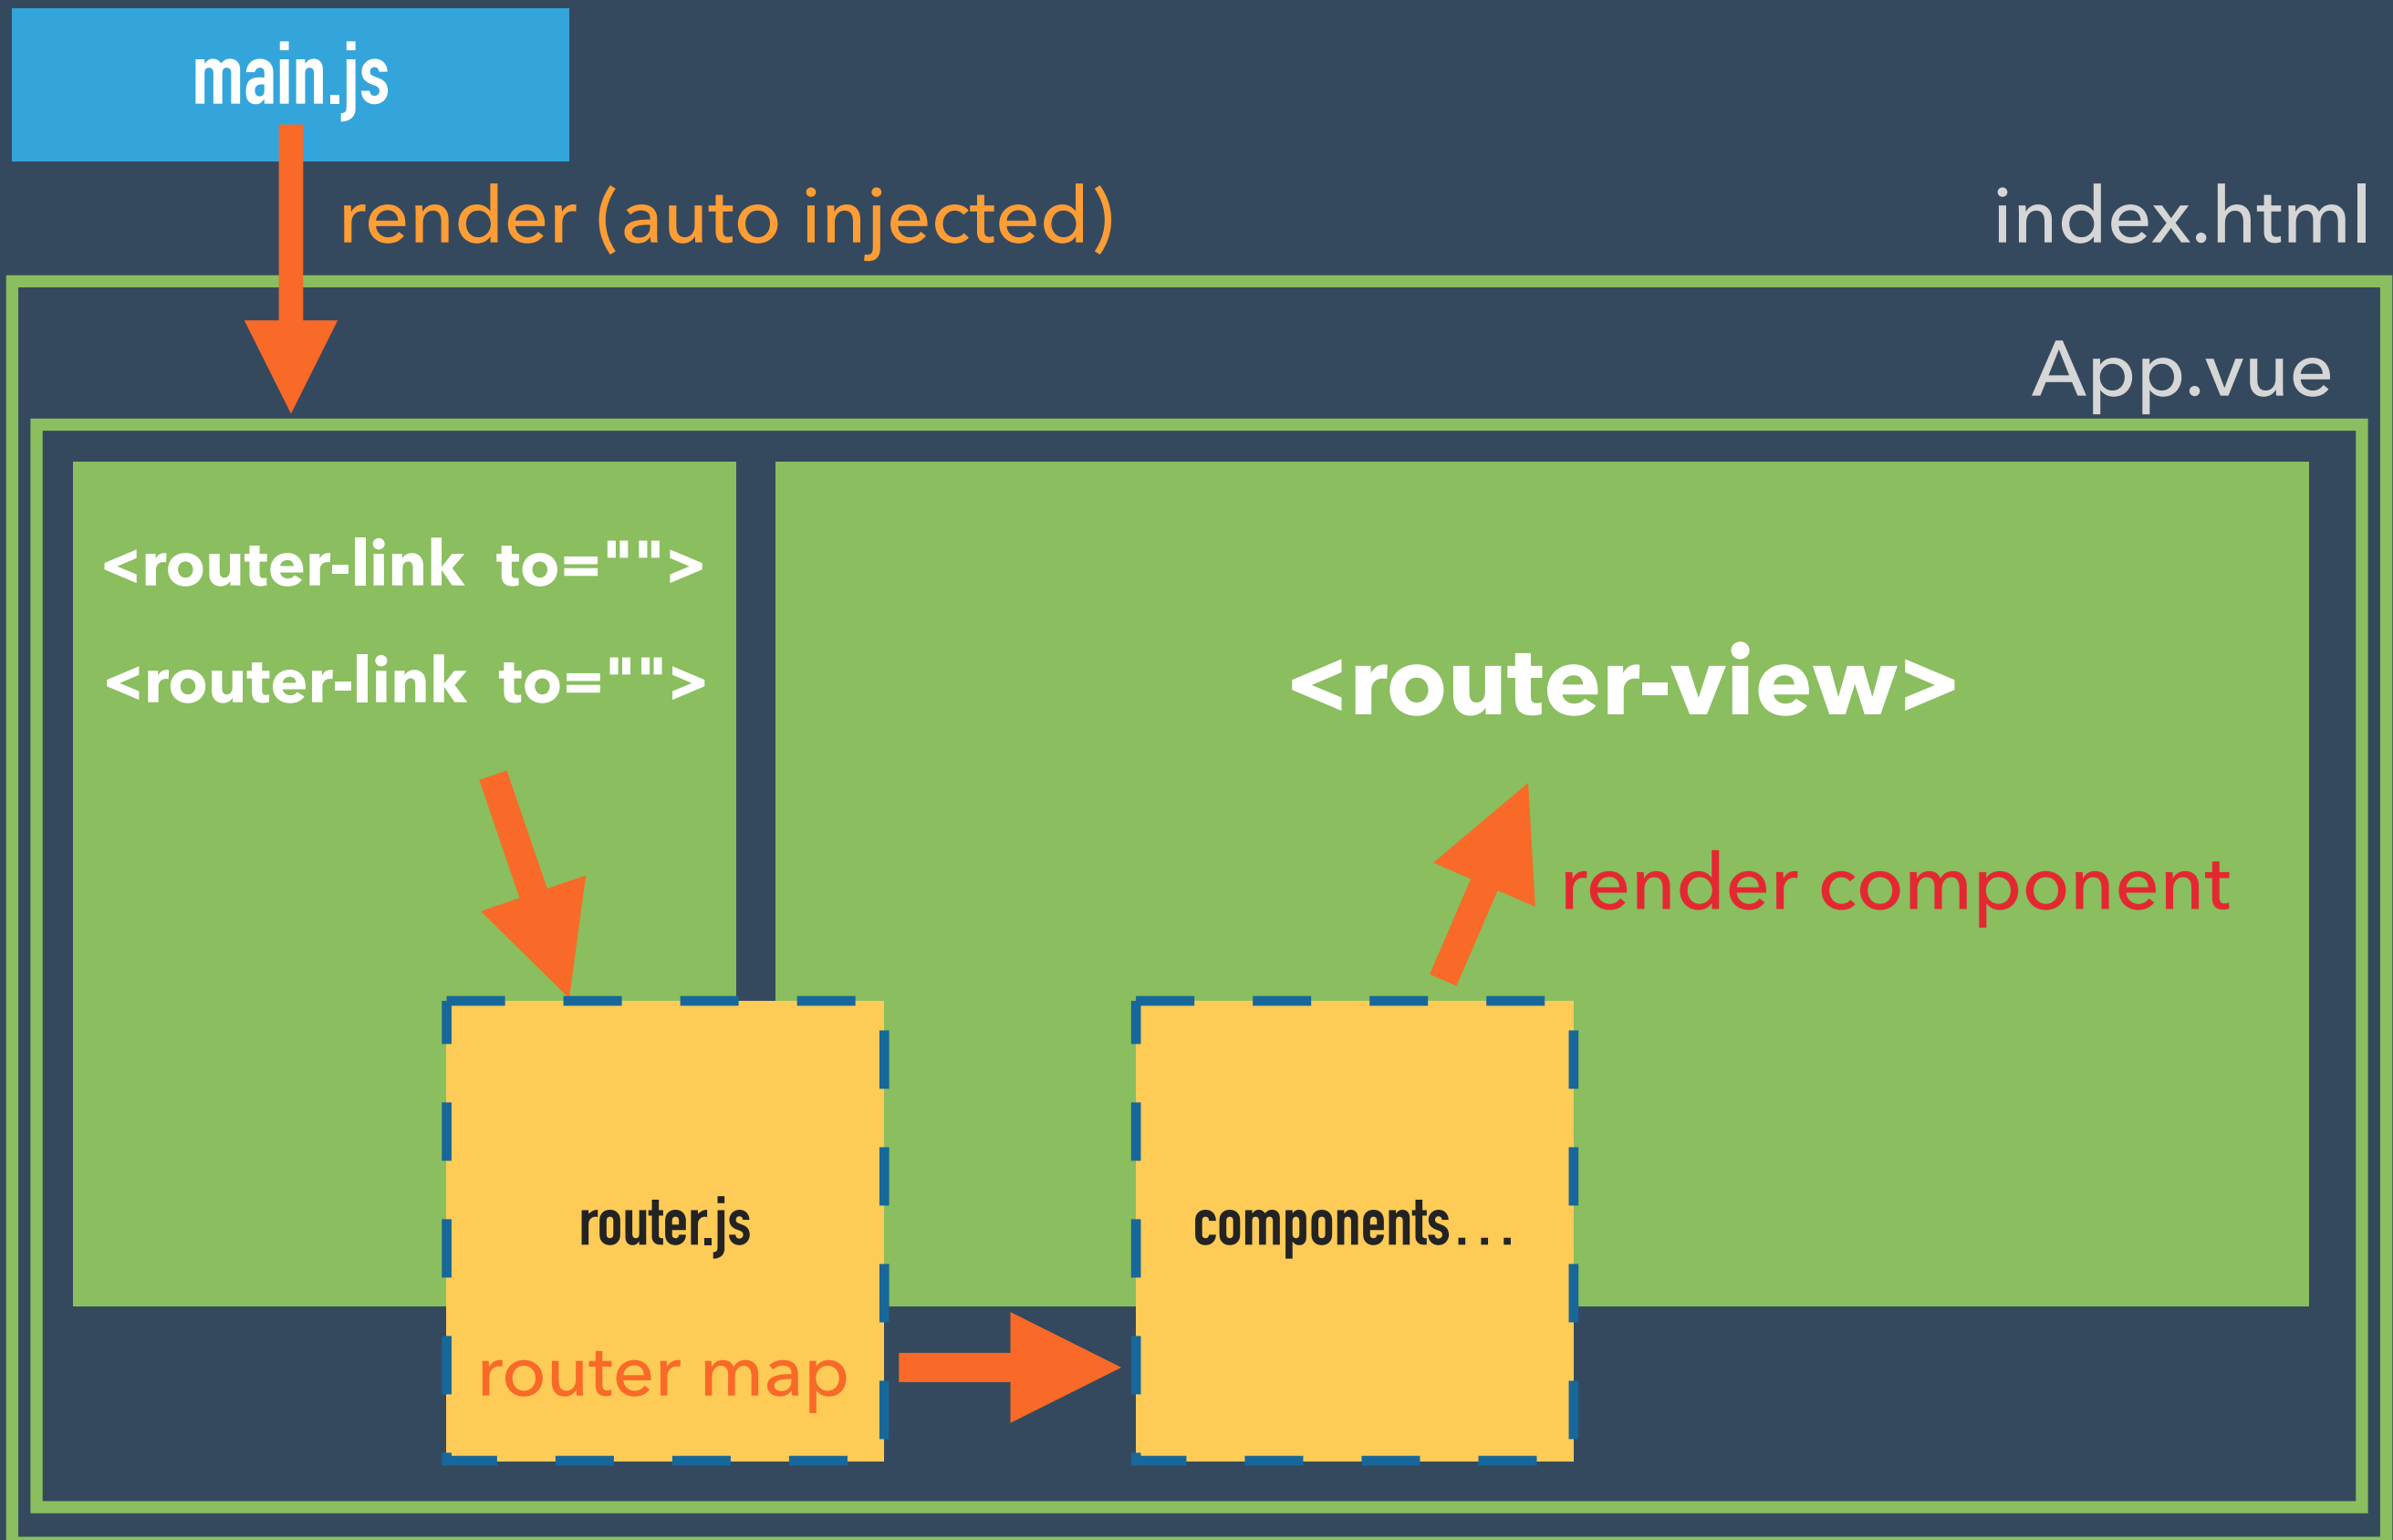 main.js
render (auto injected)
index.html
App.vue
<router-link to="">
<router-link to="">
<router-view>
render component
router.js
components...
router map